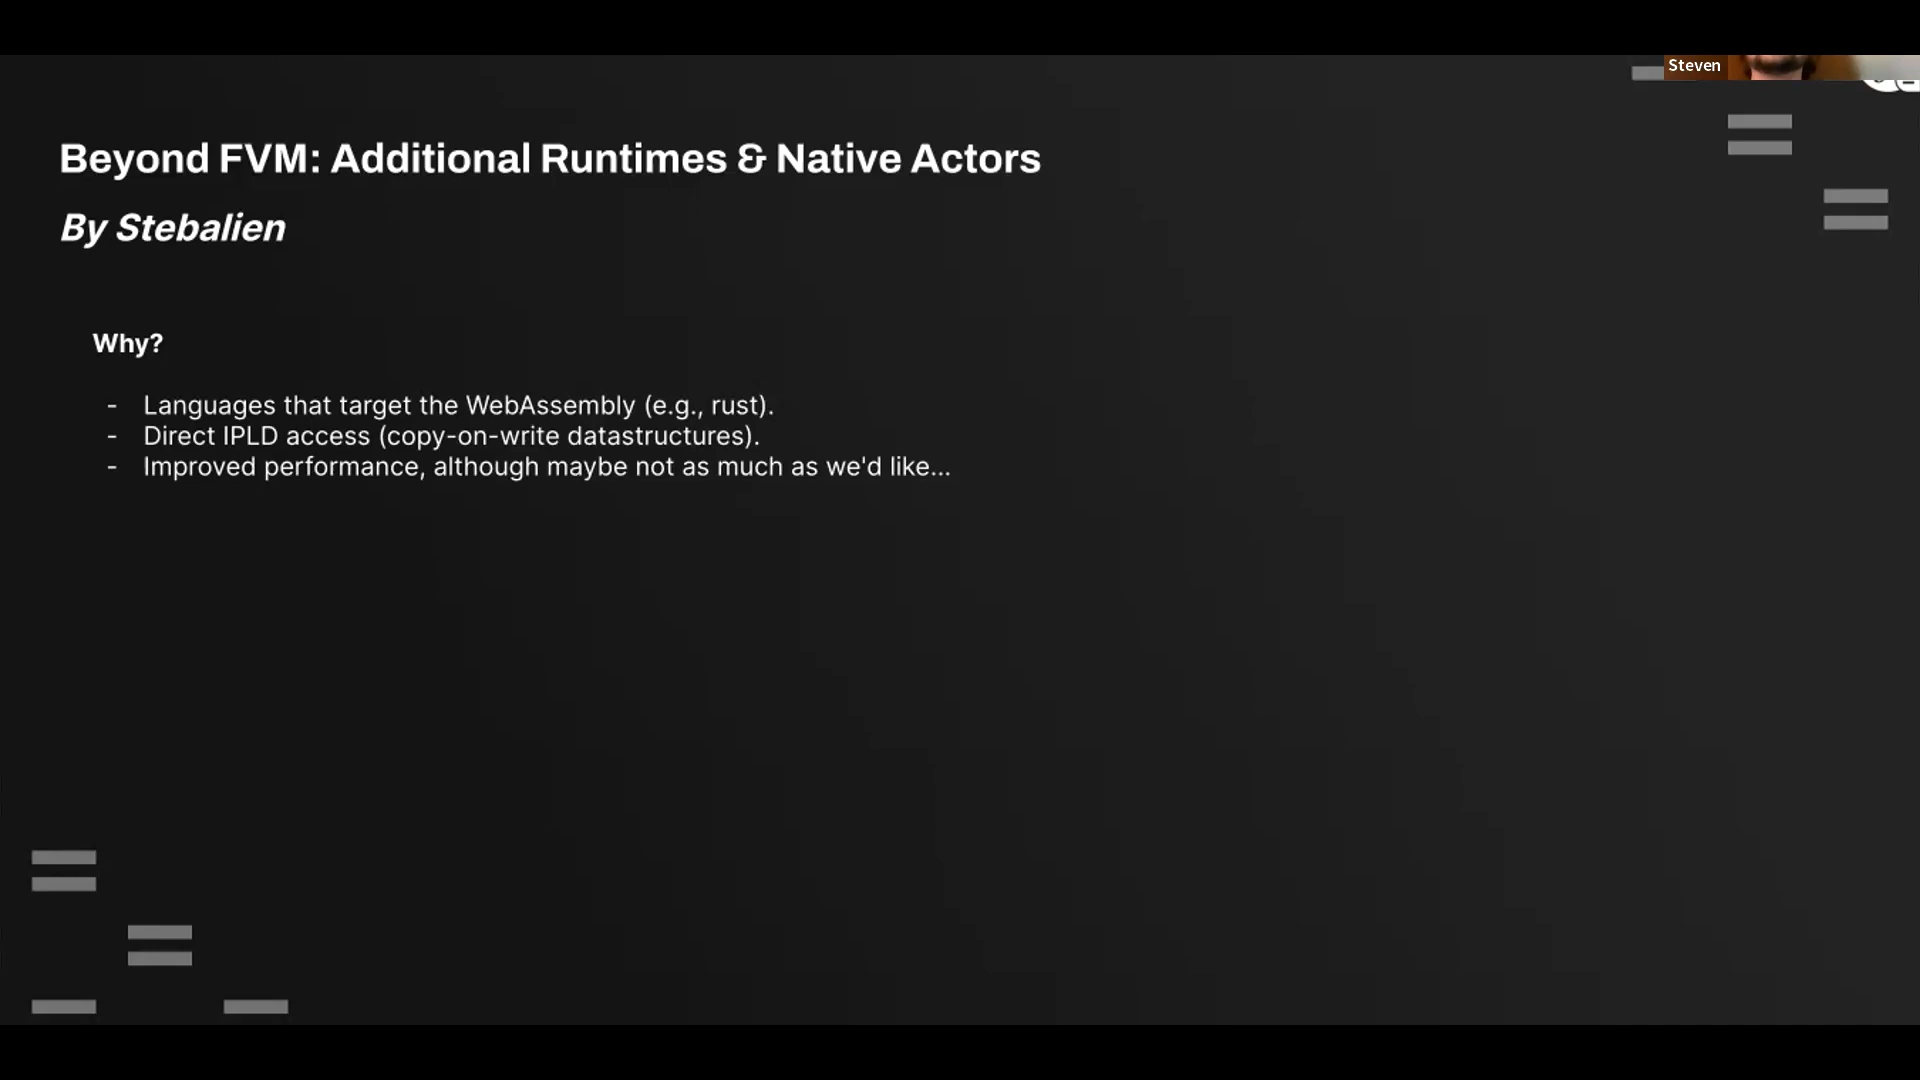 Steven
Beyond FVM: Additional Runtimes & Native Actors
By Stebalien
Why?
- Languages that target the WebAssembly (e.g., rust).
- Direct IPLD access (copy-on-write datastructures).
- Improved performance, although maybe not as much as we'd like...